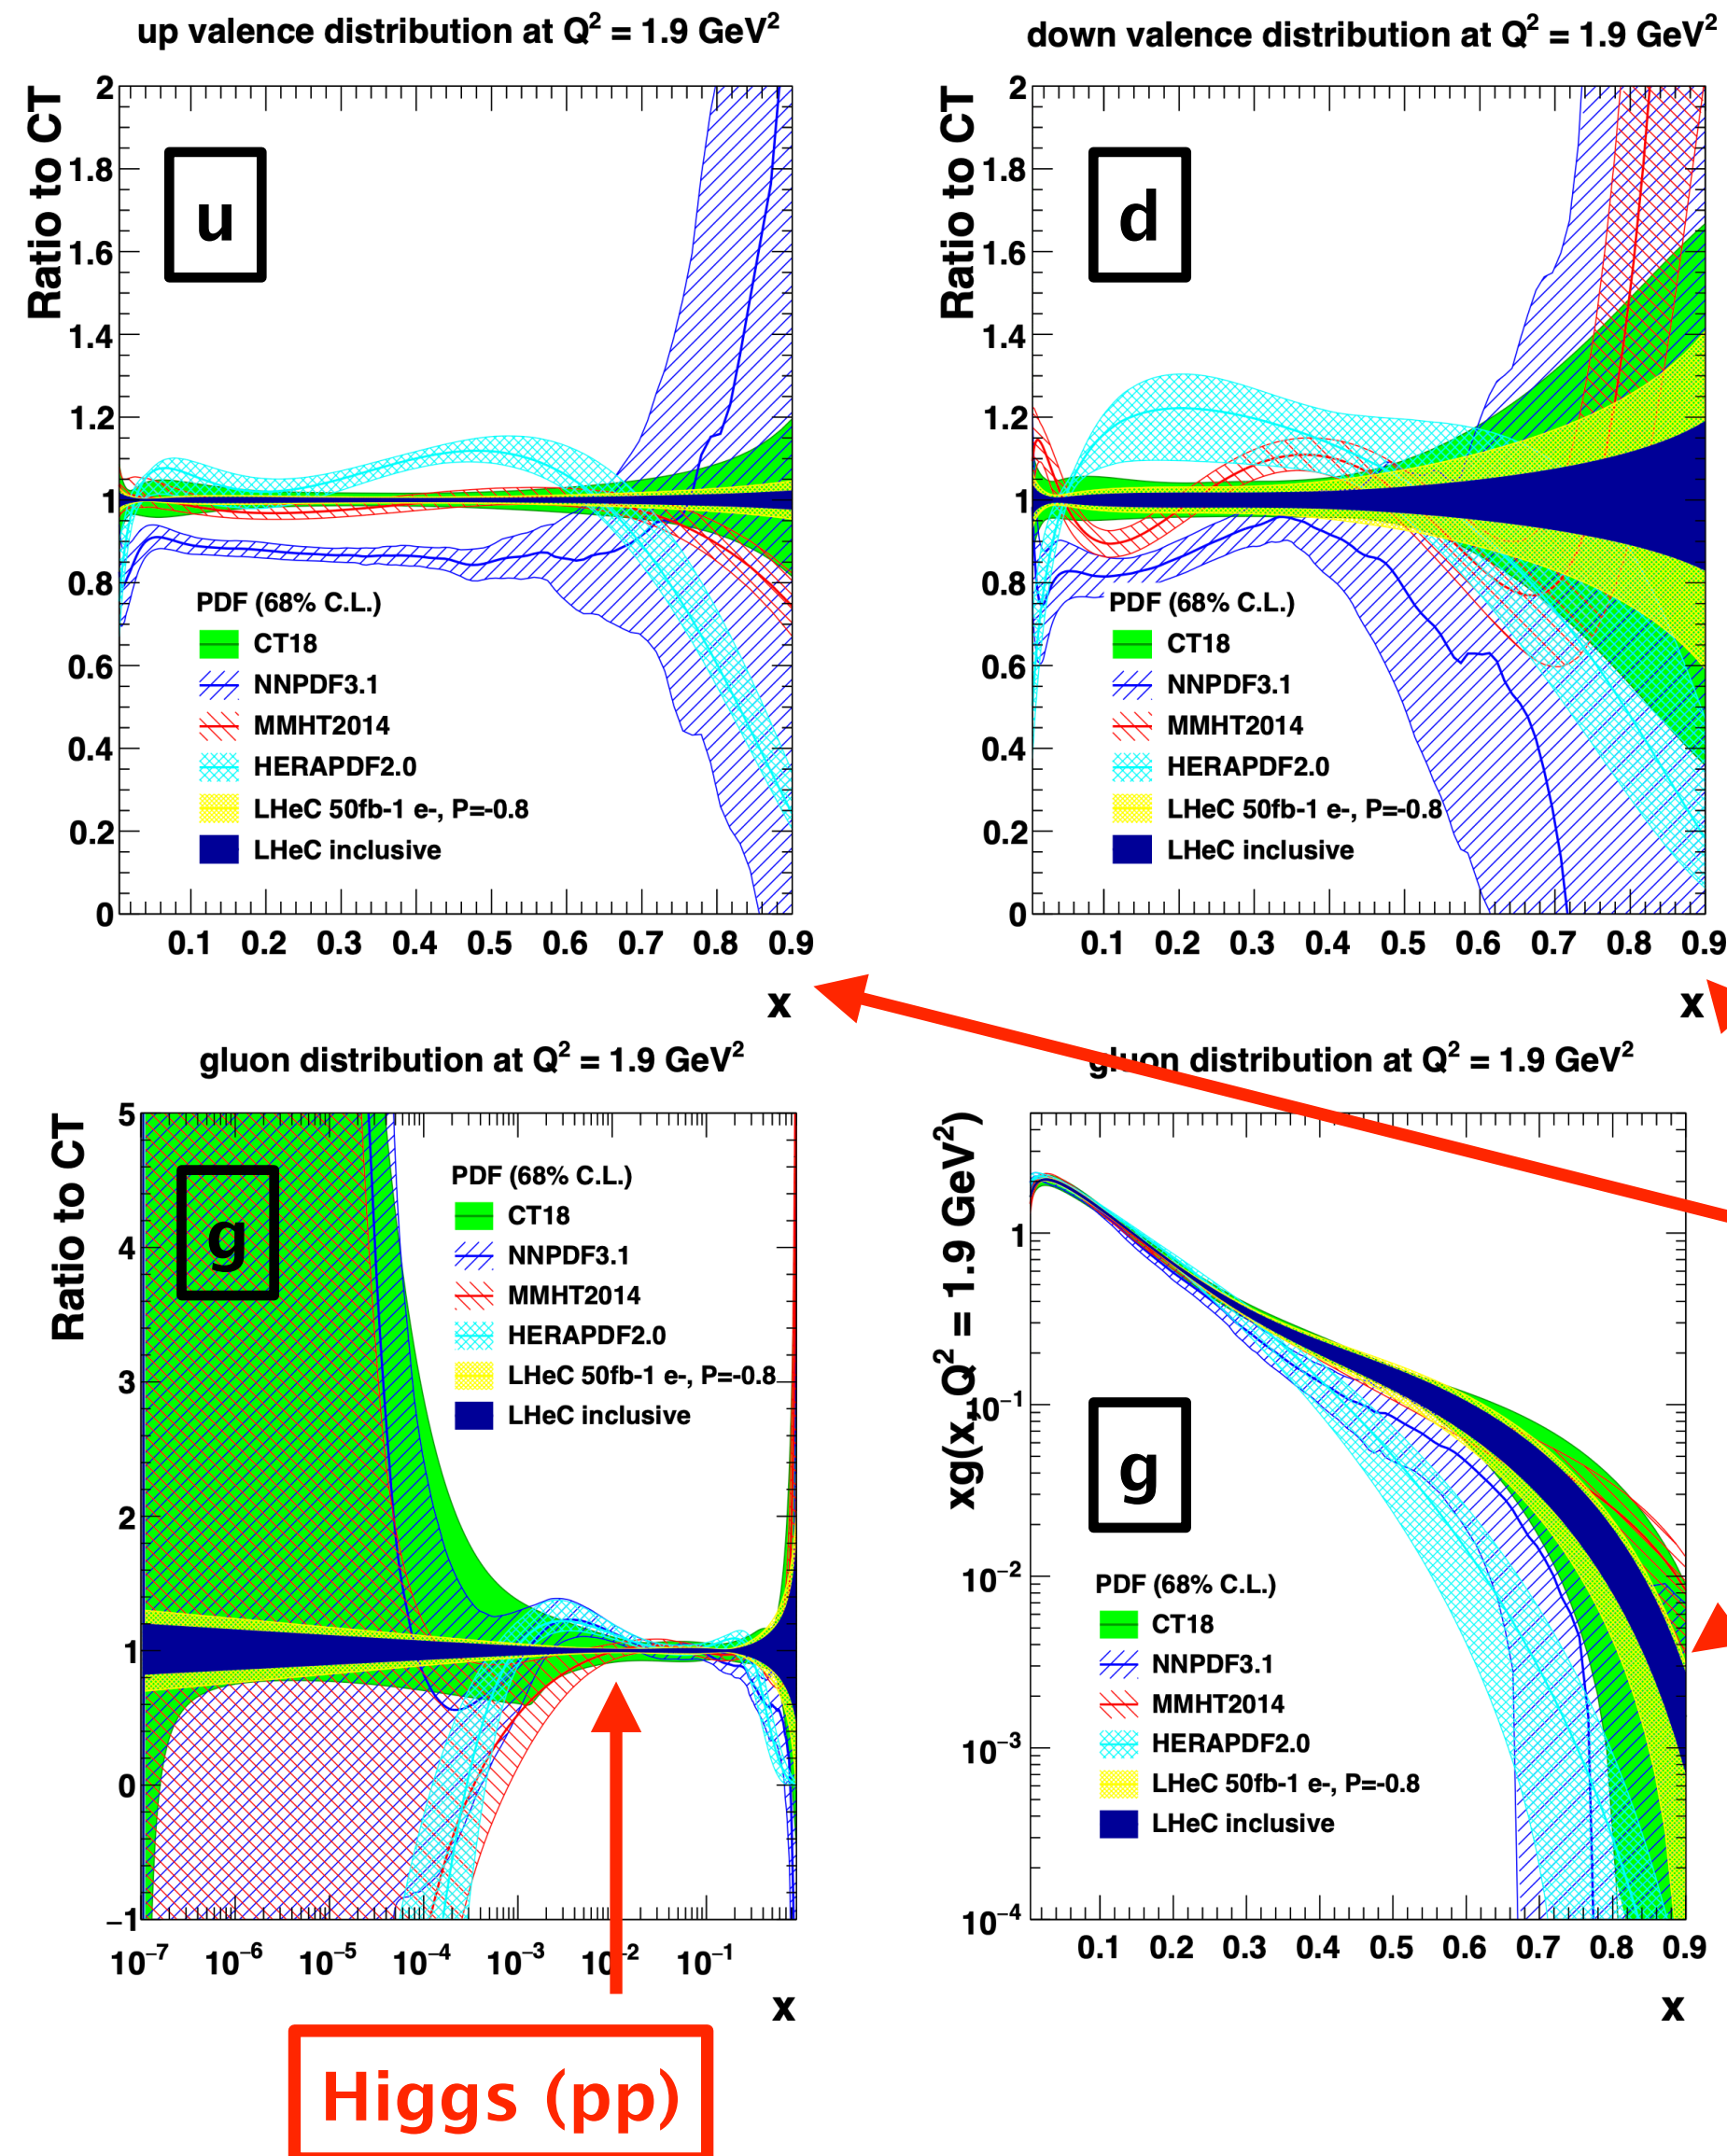 up valence distribution at Q² = 1.9 GeV²
Ratio to CT
2
1.8
1.6
1.4
1.2
1
0.8
0.6
0.4
0.2
0
u
PDF (68% C.L.)
CT18
NNPDF3.1
MMHT2014
HERAPDF2.0
LHeC 50fb-1 e-, P=-0.8
LHeC inclusive
0.1 0.2 0.3 0.4 0.5 0.6 0.7 0.8 0.9
x
down valence distribution at Q² = 1.9 GeV²
Ratio to CT
2
1.8
1.6
1.4
1.2
1
0.8
0.6
0.4
0.2
0
d
PDF (68% C.L.)
CT18
NNPDF3.1
MMHT2014
HERAPDF2.0
LHeC 50fb-1 e-, P=-0.8
LHeC inclusive
0.1 0.2 0.3 0.4 0.5 0.6 0.7 0.8 0.9
x
gluon distribution at Q² = 1.9 GeV²
Ratio to CT
5
4
3
2
1
0
−1
g
PDF (68% C.L.)
CT18
NNPDF3.1
MMHT2014
HERAPDF2.0
LHeC 50fb-1 e-, P=-0.8
LHeC inclusive
10⁻⁷ 10⁻⁶ 10⁻⁵ 10⁻⁴ 10⁻³ 10⁻² 10⁻¹
x
Higgs (pp)
gluon distribution at Q² = 1.9 GeV²
xg(x, Q² = 1.9 GeV²)
1
10⁻¹
10⁻²
10⁻³
10⁻⁴
g
PDF (68% C.L.)
CT18
NNPDF3.1
MMHT2014
HERAPDF2.0
LHeC 50fb-1 e-, P=-0.8
LHeC inclusive
0.1 0.2 0.3 0.4 0.5 0.6 0.7 0.8 0.9
x